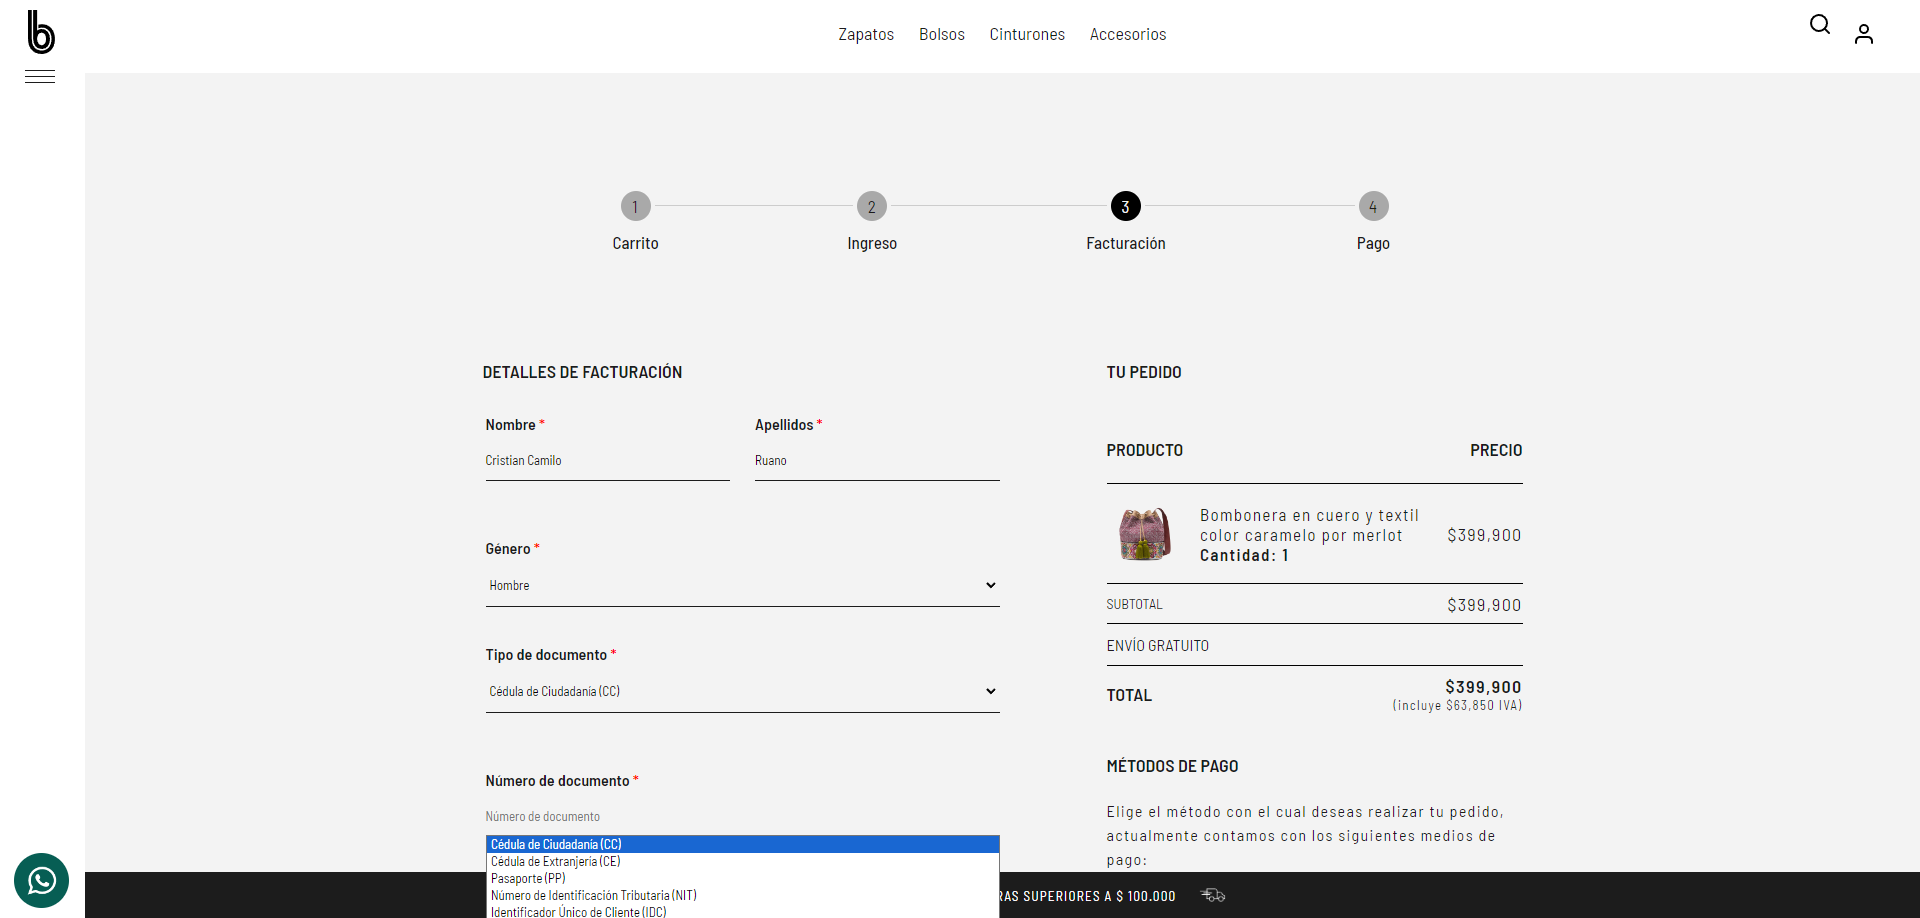 b
Zapatos Bolsos Cinturones Accesorios
1 2 3 4
Carrito Ingreso Facturación Pago
DETALLES DE FACTURACIÓN
Nombre * Apellidos *
Cristian Camilo Ruano
Género *
Hombre
Tipo de documento *
Cédula de Ciudadanía (CC)
Número de documento *
Número de documento
Cédula de Ciudadanía (CC)
Cédula de Extranjería (CE)
Pasaporte (PP)
Número de Identificación Tributaria (NIT)
Identificador Único de Cliente (IDC)
TU PEDIDO
PRODUCTO PRECIO
Bombonera en cuero y textil
color caramelo por merlot $399,900
Cantidad: 1
SUBTOTAL $399,900
ENVÍO GRATUITO
TOTAL $399,900
(incluye $63,850 IVA)
MÉTODOS DE PAGO
Elige el método con el cual deseas realizar tu pedido,
actualmente contamos con los siguientes medios de
pago:
RAS SUPERIORES A $ 100.000